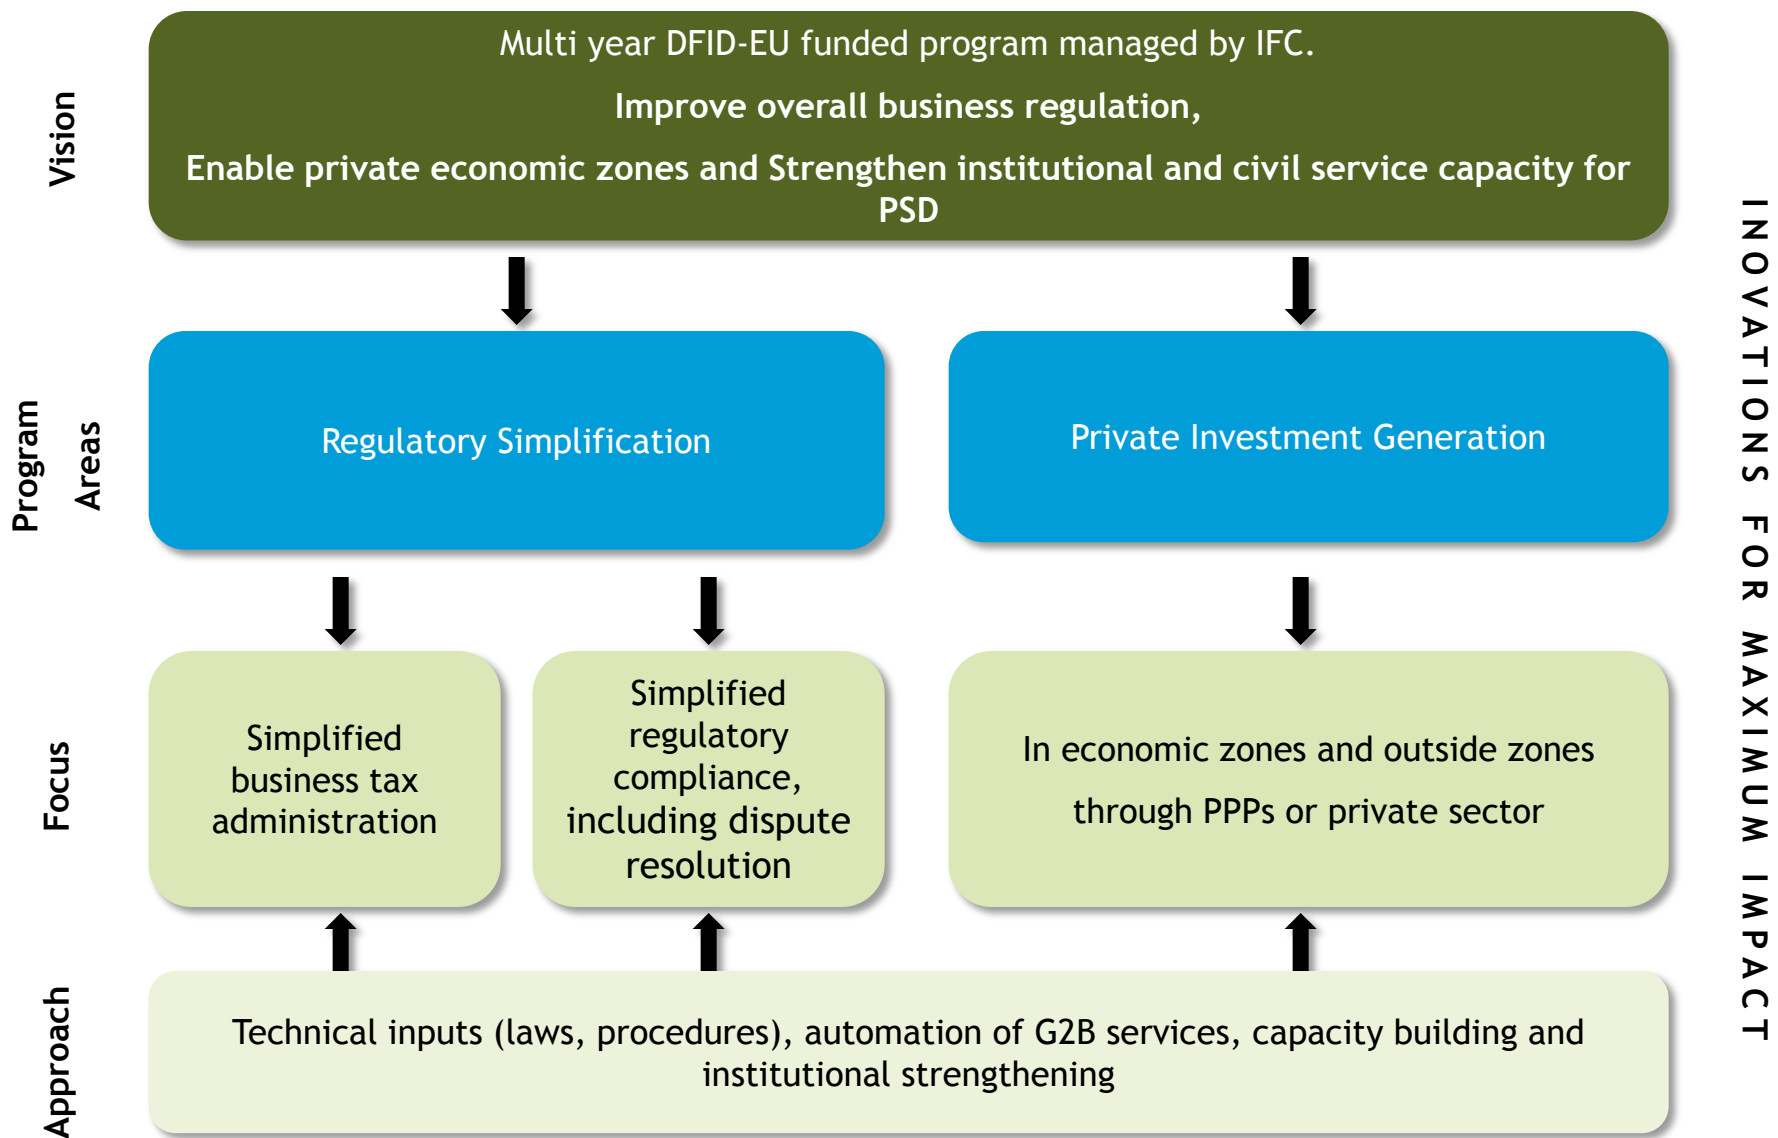 Multi year DFID-EU funded program managed by IFC.
Improve overall business regulation,
Enable private economic zones and Strengthen institutional and civil service capacity for
PSD
Vision
Regulatory Simplification
Private Investment Generation
Program
Areas
Simplified
business tax
administration
Simplified
regulatory
compliance,
including dispute
resolution
In economic zones and outside zones
through PPPs or private sector
Focus
Technical inputs (laws, procedures), automation of G2B services, capacity building and
institutional strengthening
Approach
INOVATIONS FOR MAXIMUM IMPACT